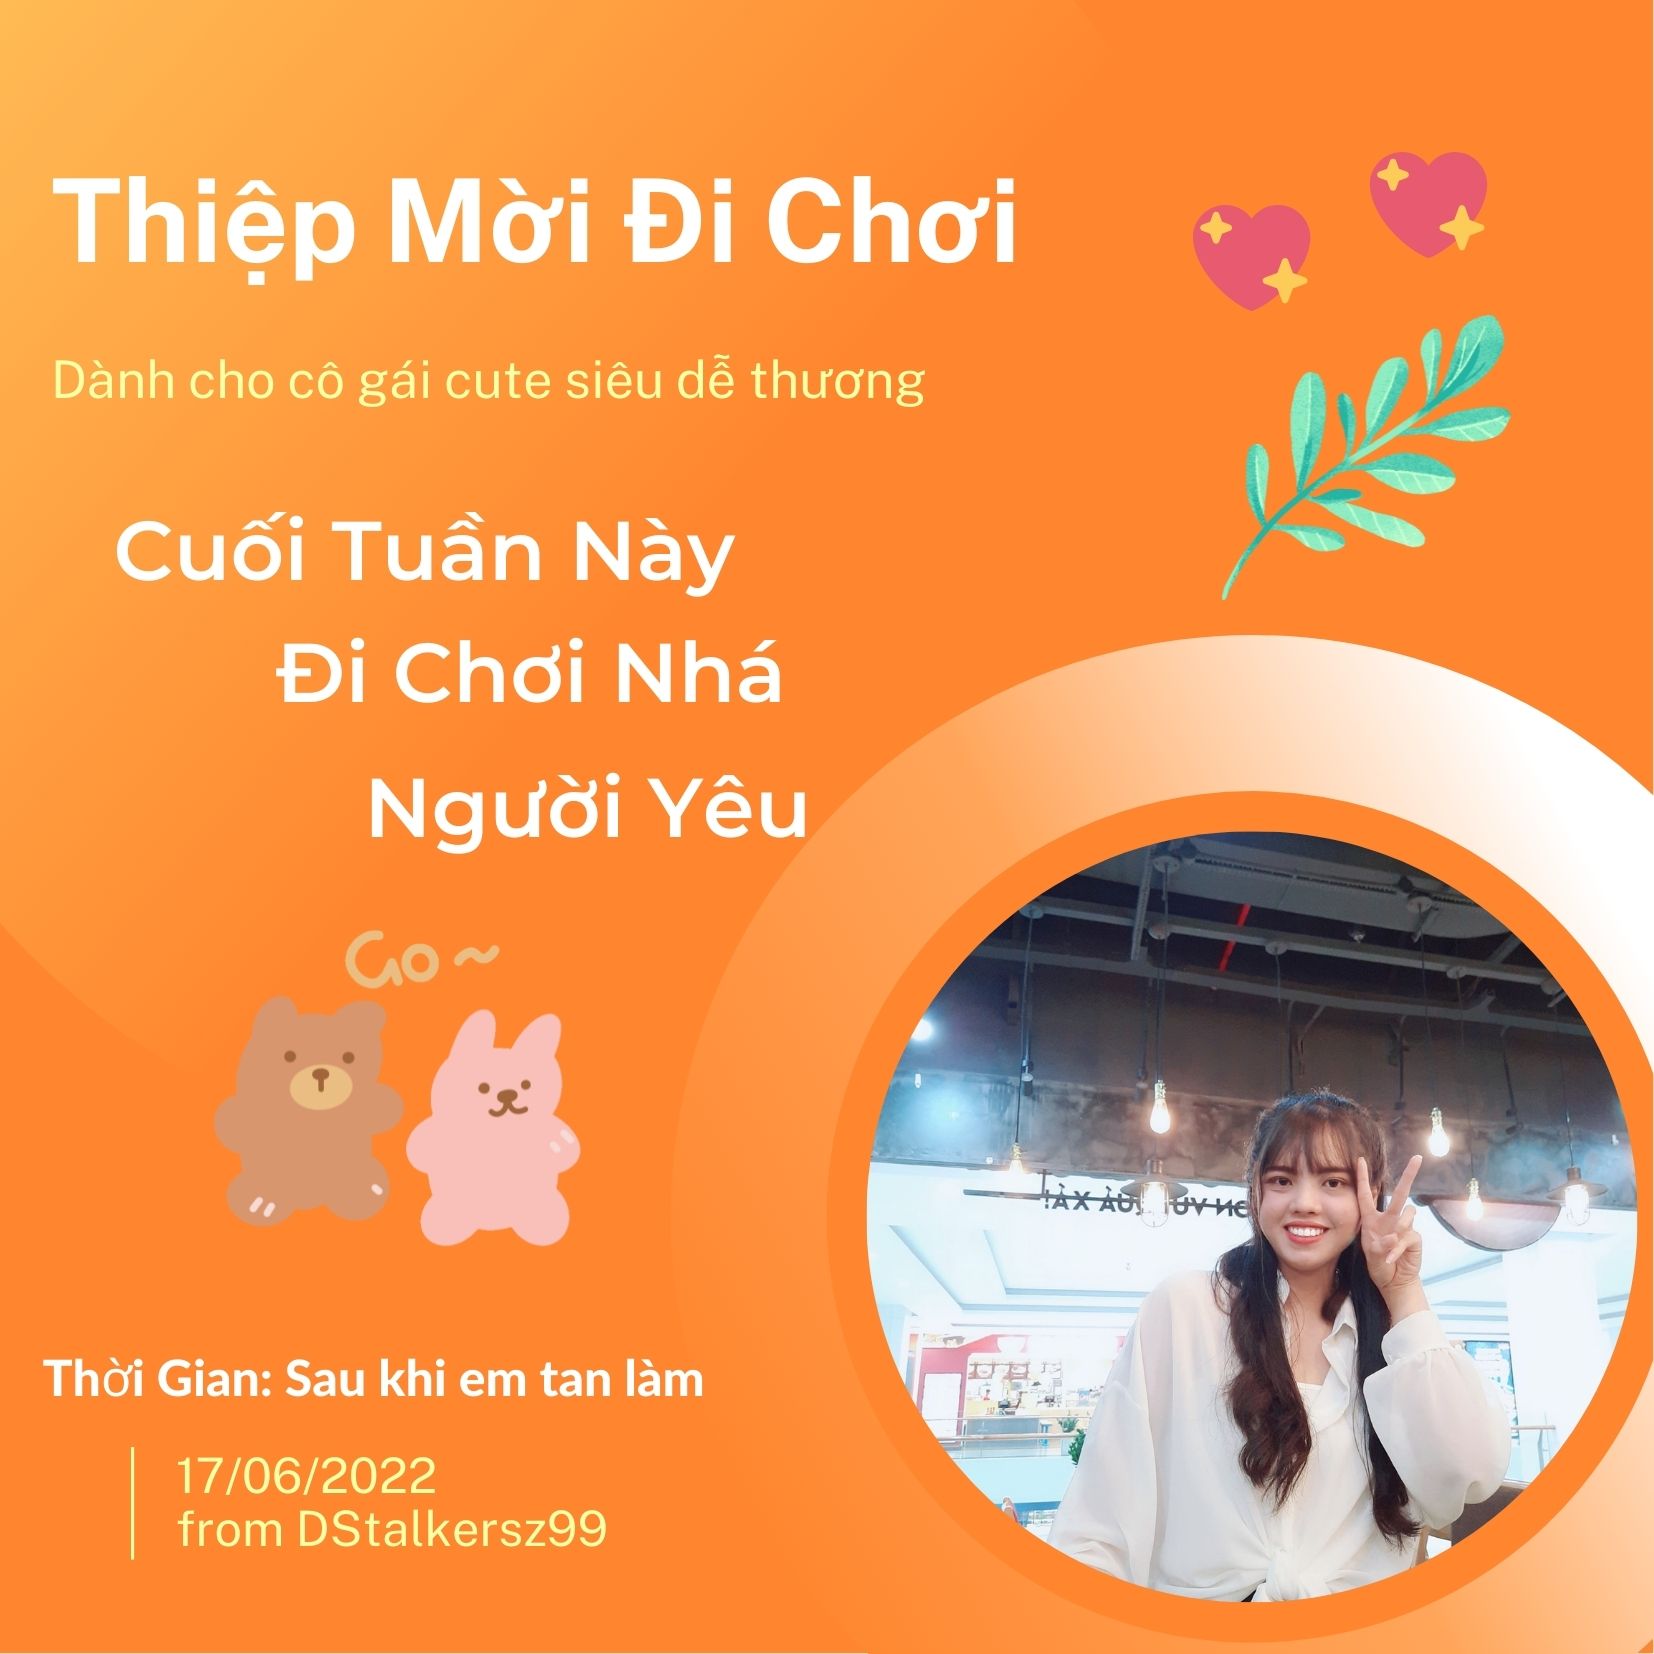 Thiệp Mời Đi Chơi
Dành cho cô gái cute siêu dễ thương
Cuối Tuần Này
Đi Chơi Nhá
Người Yêu
Go ~
Thời Gian: Sau khi em tan làm
17/06/2022
from DStalkersz99